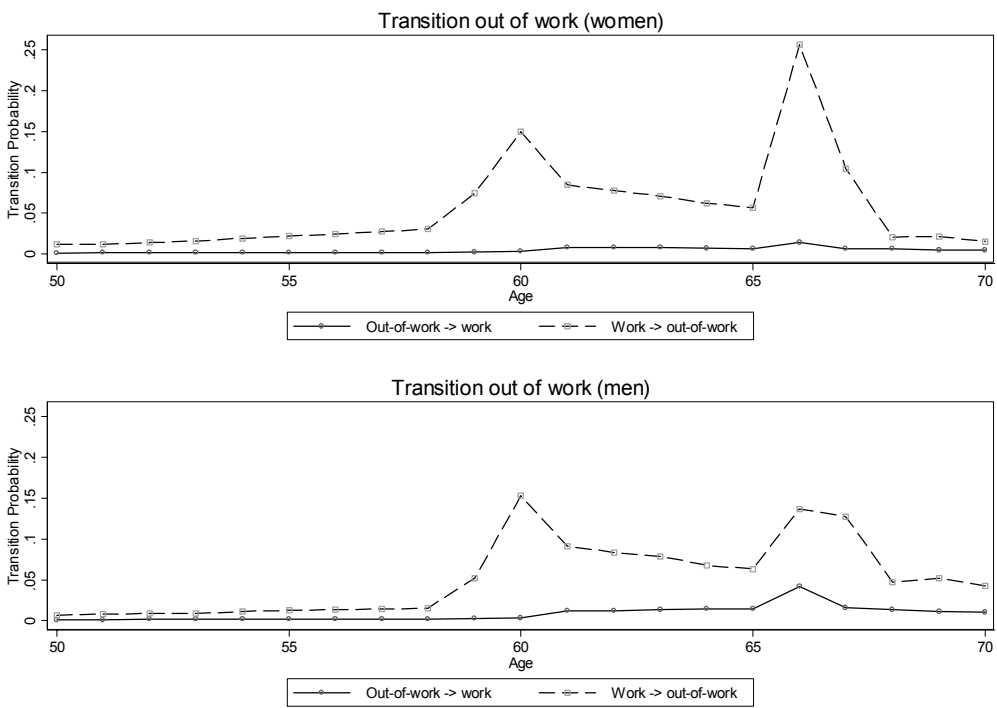 Transition out of work (women)
Transition Probability
.25
.2
.15
.1
.05
0
50 55 60 65 70
Age
Out-of-work -> work Work -> out-of-work
Transition out of work (men)
Transition Probability
.25
.2
.15
.1
.05
0
50 55 60 65 70
Age
Out-of-work -> work Work -> out-of-work